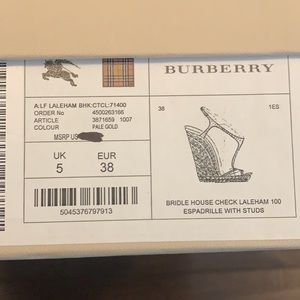 BURBERRY
A:LF LALEHAM BHK:CTCL:71400
ORDER No 4500263166
ARTICLE 3871659 1007
COLOUR PALE GOLD
MSRP US
38 1ES
UK EUR
5 38
5045376797913
BRIDLE HOUSE CHECK LALEHAM 100
ESPADRILLE WITH STUDS